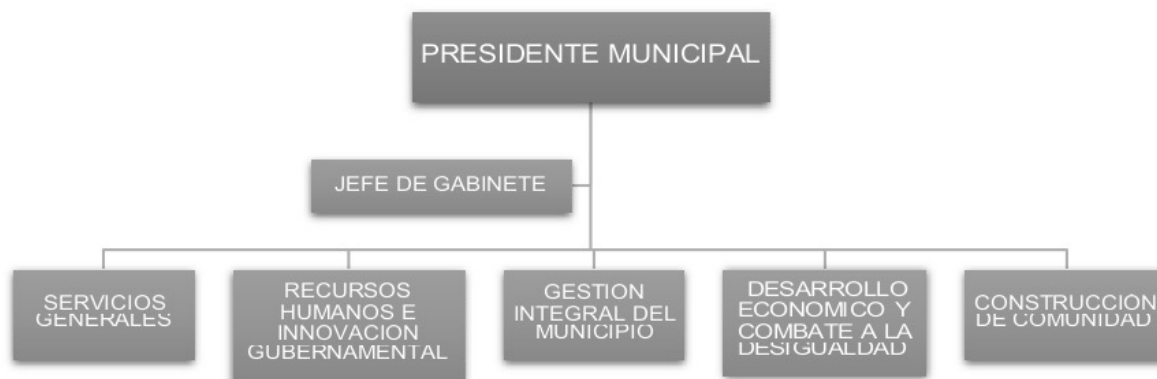 PRESIDENTE MUNICIPAL
JEFE DE GABINETE
SERVICIOS
GENERALES
RECURSOS
HUMANOS E
INNOVACION
GUBERNAMENTAL
GESTION
INTEGRAL DEL
MUNICIPIO
DESARROLLO
ECONOMICO Y
COMBATE A LA
DESIGUALDAD
CONSTRUCCION
DE COMUNIDAD